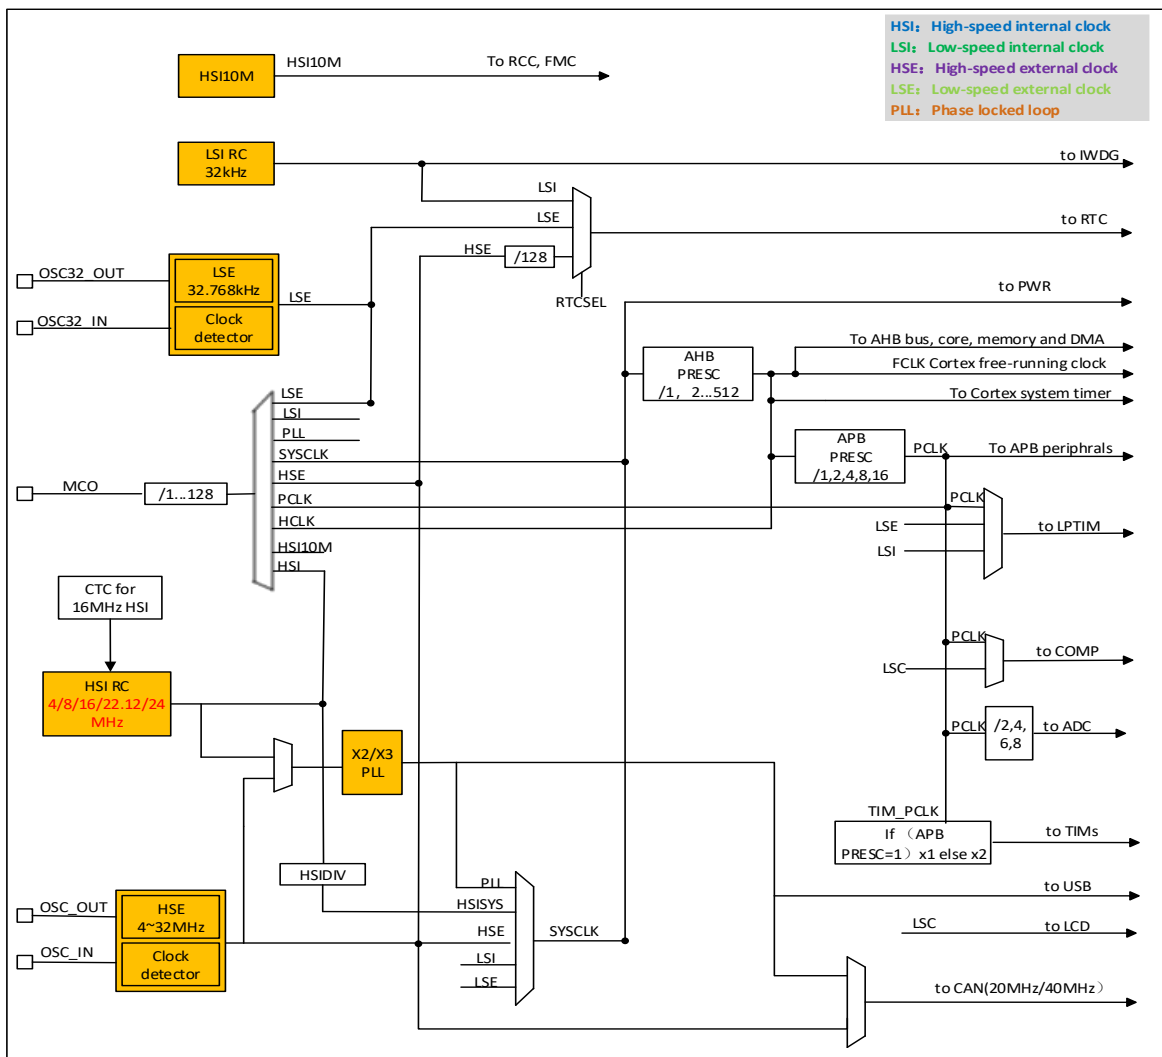 HSI：High-speed internal clock
LSI：Low-speed internal clock
HSE：High-speed external clock
LSE：Low-speed external clock
PLL：Phase locked loop
HSI10M
HSI10M
To RCC, FMC
LSI RC
32kHz
to IWDG
LSI
LSE
HSE
/128
to RTC
RTCSEL
OSC32_OUT
OSC32_IN
LSE
32.768kHz
Clock
detector
LSE
to PWR
To AHB bus, core, memory and DMA
AHB
PRESC
/1， 2...512
FCLK Cortex free-running clock
To Cortex system timer
LSE
LSI
PLL
SYSCLK
HSE
PCLK
HCLK
HSI10M
HSI
MCO
/1...128
APB
PRESC
/1,2,4,8,16
PCLK
To APB periphrals
PCLK
LSE
LSI
to LPTIM
CTC for
16MHz HSI
HSI RC
4/8/16/22.12/24
MHz
PCLK
LSC
to COMP
X2/X3
PLL
PCLK
/2,4,
6,8
to ADC
TIM_PCLK
If （APB
PRESC=1）x1 else x2
to TIMs
HSIDIV
PLL
HSISYS
HSE
LSI
LSE
SYSCLK
to USB
LSC
to LCD
OSC_OUT
OSC_IN
HSE
4~32MHz
Clock
detector
to CAN(20MHz/40MHz）